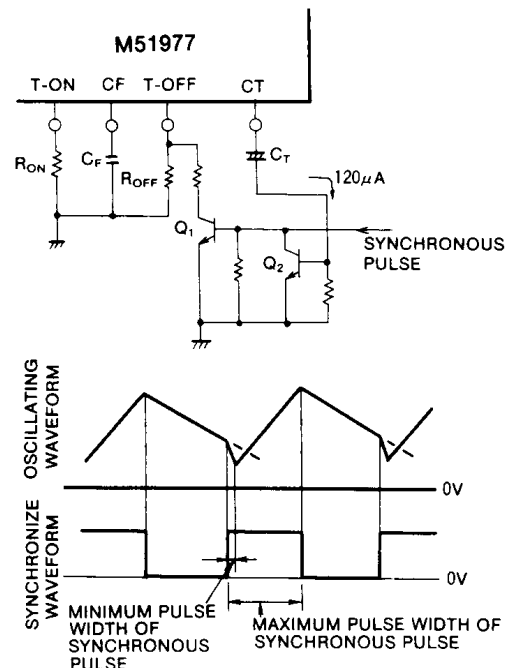 M51977
T-ON CF T-OFF CT
RON
CF
ROFF
CT
120μA
Q1
Q2
SYNCHRONOUS
PULSE
OSCILLATING
WAVEFORM
0V
SYNCHRONIZE
WAVEFORM
0V
MINIMUM PULSE
WIDTH OF
SYNCHRONOUS
PULSE
MAXIMUM PULSE WIDTH OF
SYNCHRONOUS PULSE